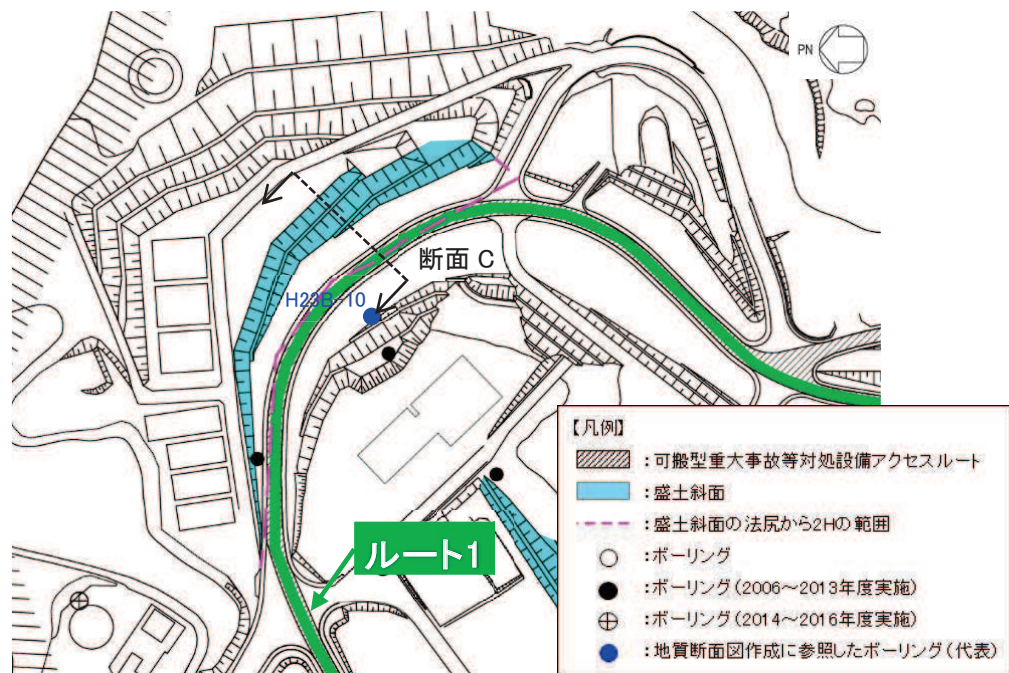 PN
断面 C
H23B-10
ルート1
【凡例】
:可搬型重大事故等対処設備アクセスルート
:盛土斜面
:盛土斜面の法尻から2Hの範囲
:ボーリング
:ボーリング(2006～2013年度実施)
:ボーリング(2014～2016年度実施)
:地質断面図作成に参照したボーリング(代表)